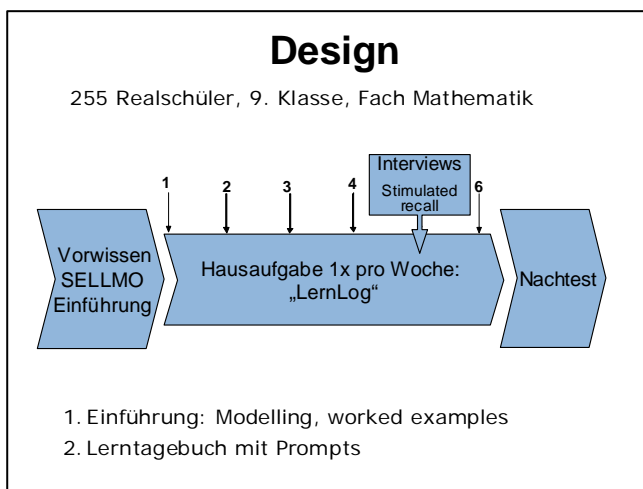 Design
255 Realschüler, 9. Klasse, Fach Mathematik
Interviews
Stimulated
recall
1
2
3
4
6
Vorwissen
SELLMO
Einführung
Hausaufgabe 1x pro Woche:
„LernLog“
Nachtest
1. Einführung: Modelling, worked examples
2. Lerntagebuch mit Prompts